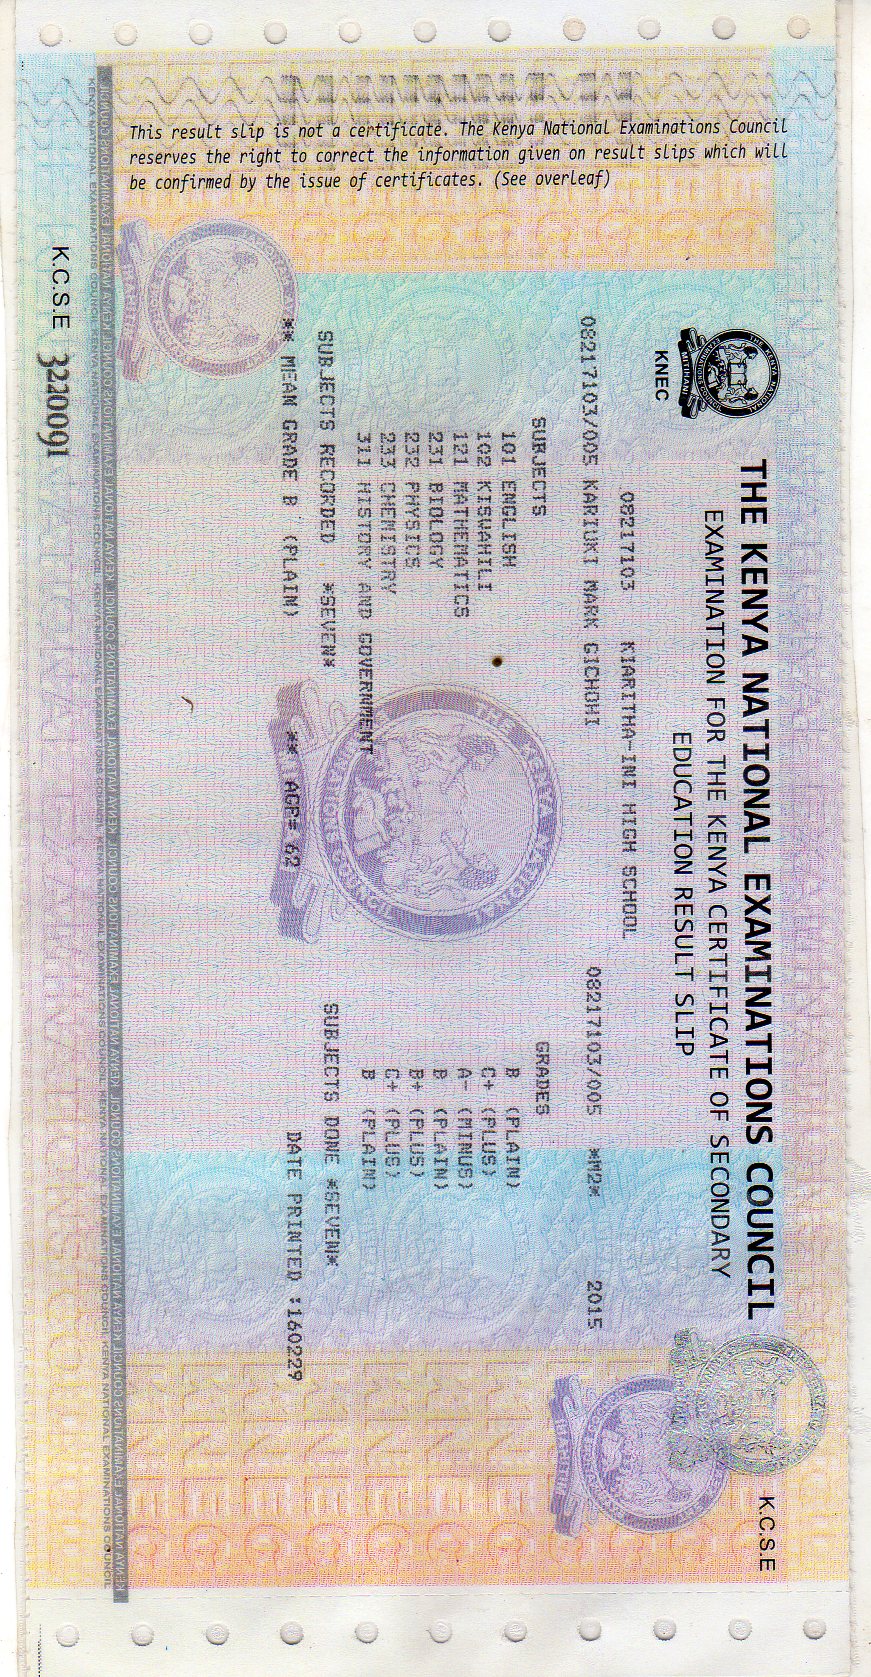 This result slip is not a certificate. The Kenya National Examinations Council
reserves the right to correct the information given on result slips which will
be confirmed by the issue of certificates. (See overleaf)
K.C.S.E
KNEC
THE KENYA NATIONAL EXAMINATIONS COUNCIL
EXAMINATION FOR THE KENYA CERTIFICATE OF SECONDARY
EDUCATION RESULT SLIP
08217103 KIARITHA-INI HIGH SCHOOL
08217103/005 KARIUKI MARK GICHOHI 08217103/005 *M2* 2015
SUBJECTS GRADES
101 ENGLISH B (PLAIN)
102 KISWAHILI C+ (PLUS)
121 MATHEMATICS A- (MINUS)
231 BIOLOGY B (PLAIN)
232 PHYSICS B+ (PLUS)
233 CHEMISTRY C+ (PLUS)
311 HISTORY AND GOVERNMENT B (PLAIN)
SUBJECTS RECORDED *SEVEN* SUBJECTS DONE *SEVEN*
** MEAN GRADE B (PLAIN) ** AGP= 62 DATE PRINTED :160229
K.C.S.E 3220091